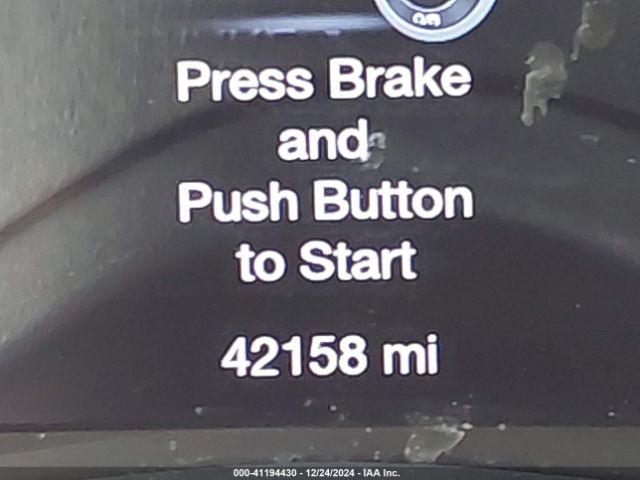 Press Brake
and
Push Button
to Start
42158 mi
000-41194430 - 12/24/2024 - IAA Inc.